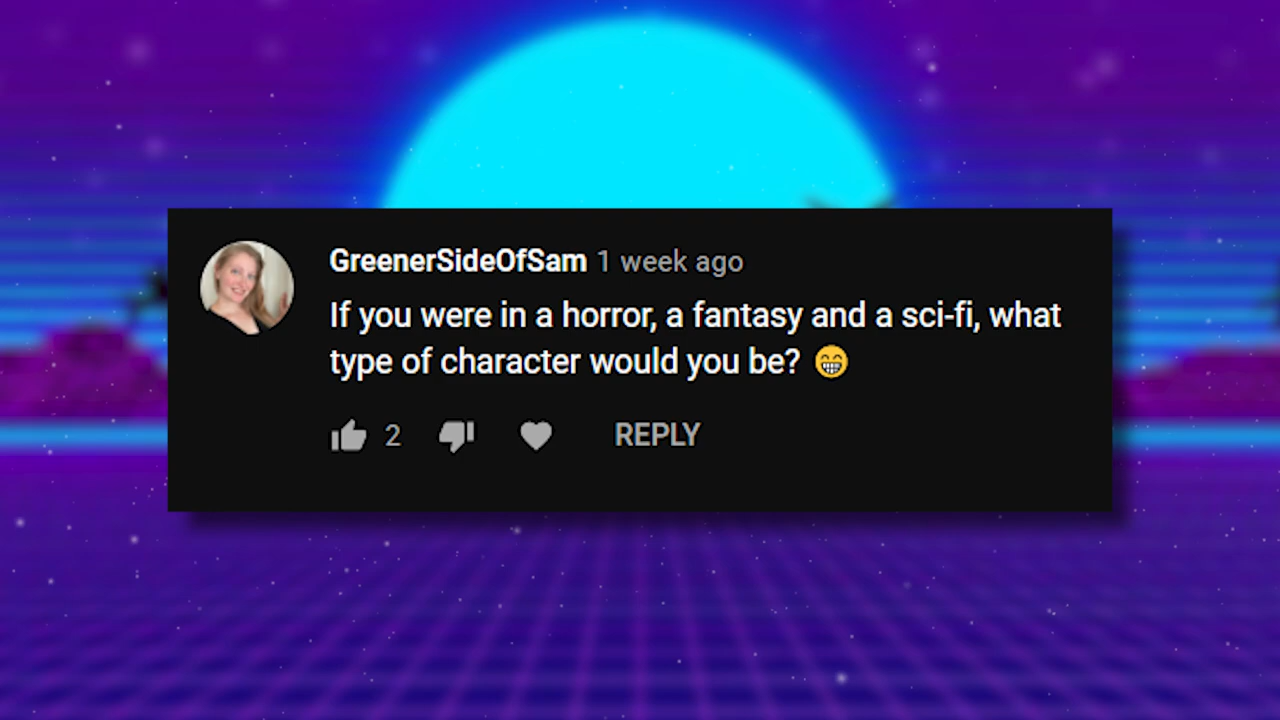 GreenerSideOfSam 1 week ago
If you were in a horror, a fantasy and a sci-fi, what
type of character would you be? 😁
2 REPLY